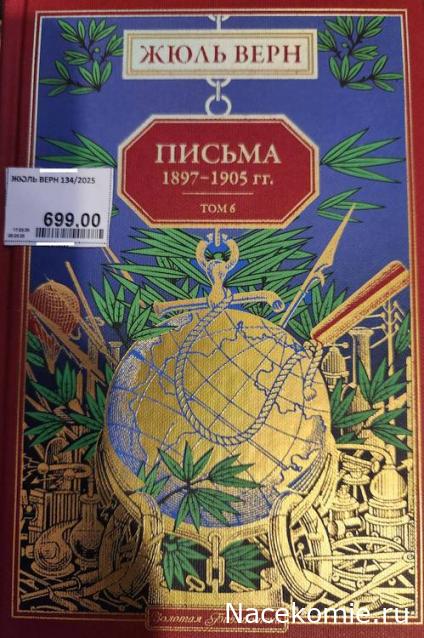 ЖЮЛЬ ВЕРН
ПИСЬМА
1897–1905 гг.
ТОМ 6
ЖЮЛЬ ВЕРН 134/2025
699.00
Nacekomie.ru